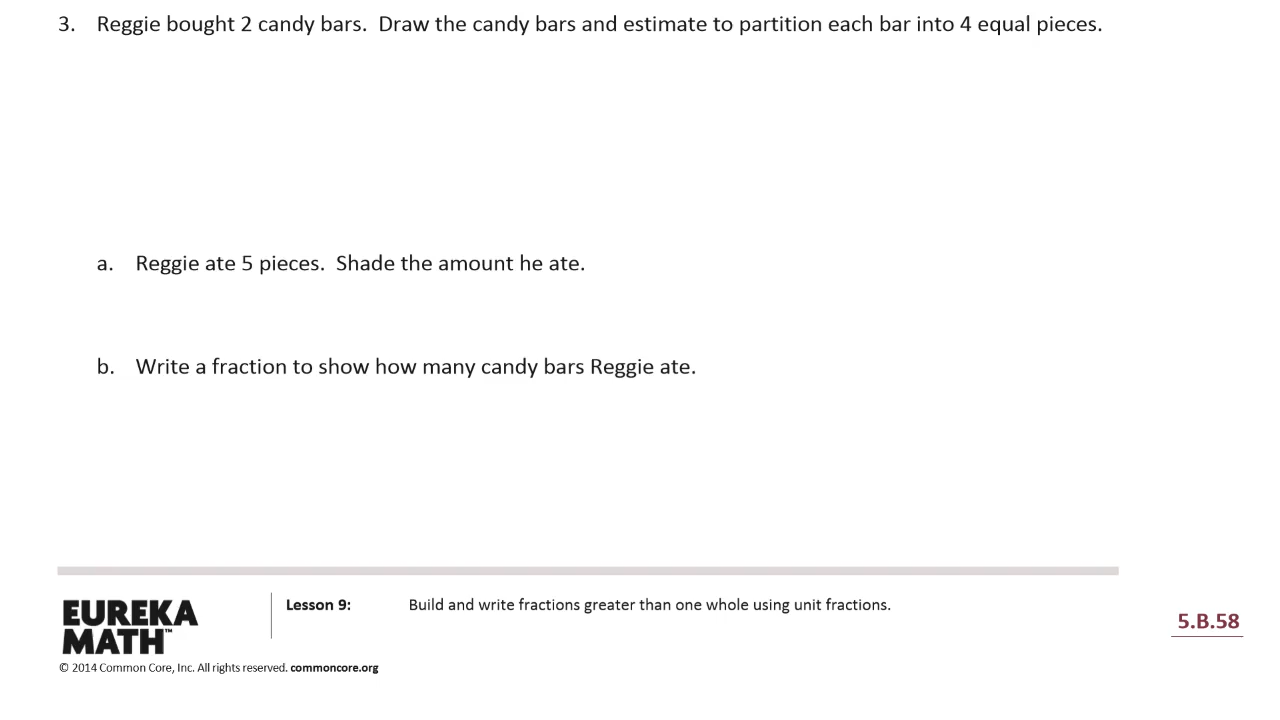 3. Reggie bought 2 candy bars. Draw the candy bars and estimate to partition each bar into 4 equal pieces.
a. Reggie ate 5 pieces. Shade the amount he ate.
b. Write a fraction to show how many candy bars Reggie ate.
EUREKA
MATH™
Lesson 9: Build and write fractions greater than one whole using unit fractions.
5.B.58
© 2014 Common Core, Inc. All rights reserved. commoncore.org